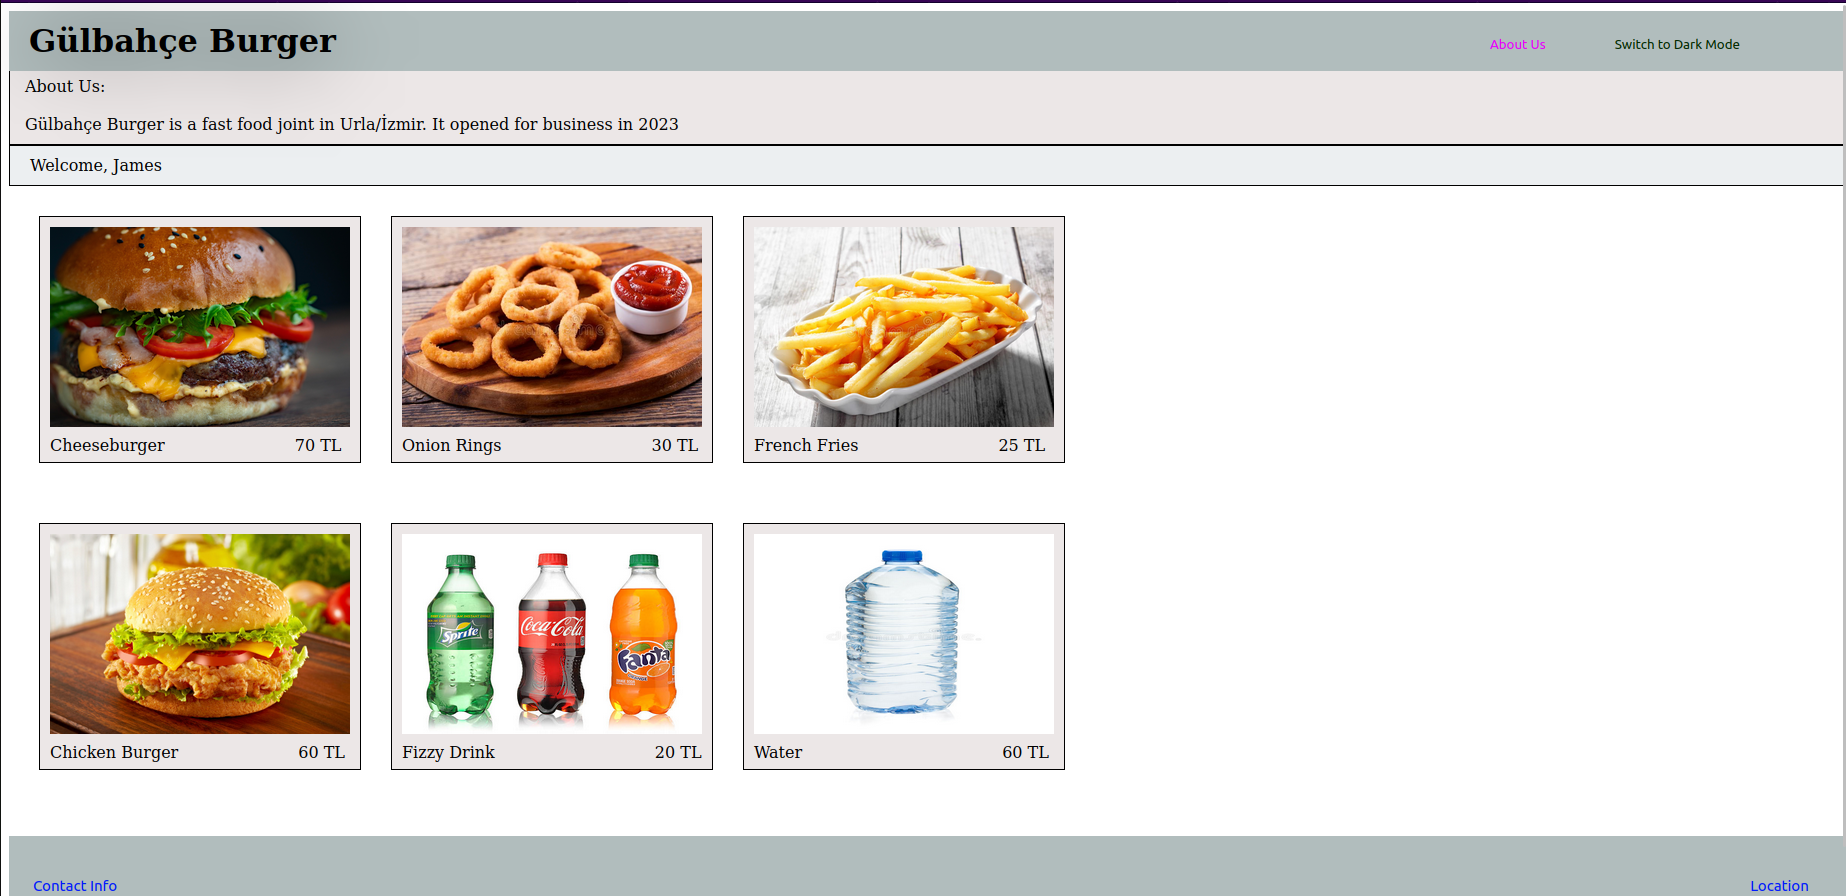 Gülbahçe Burger
About Us
Switch to Dark Mode
About Us:
Gülbahçe Burger is a fast food joint in Urla/İzmir. It opened for business in 2023
Welcome, James
Cheeseburger 70 TL
Onion Rings 30 TL
French Fries 25 TL
Sprite
Coca-Cola
Fanta
Chicken Burger 60 TL
Fizzy Drink 20 TL
Water 60 TL
Contact Info
Location